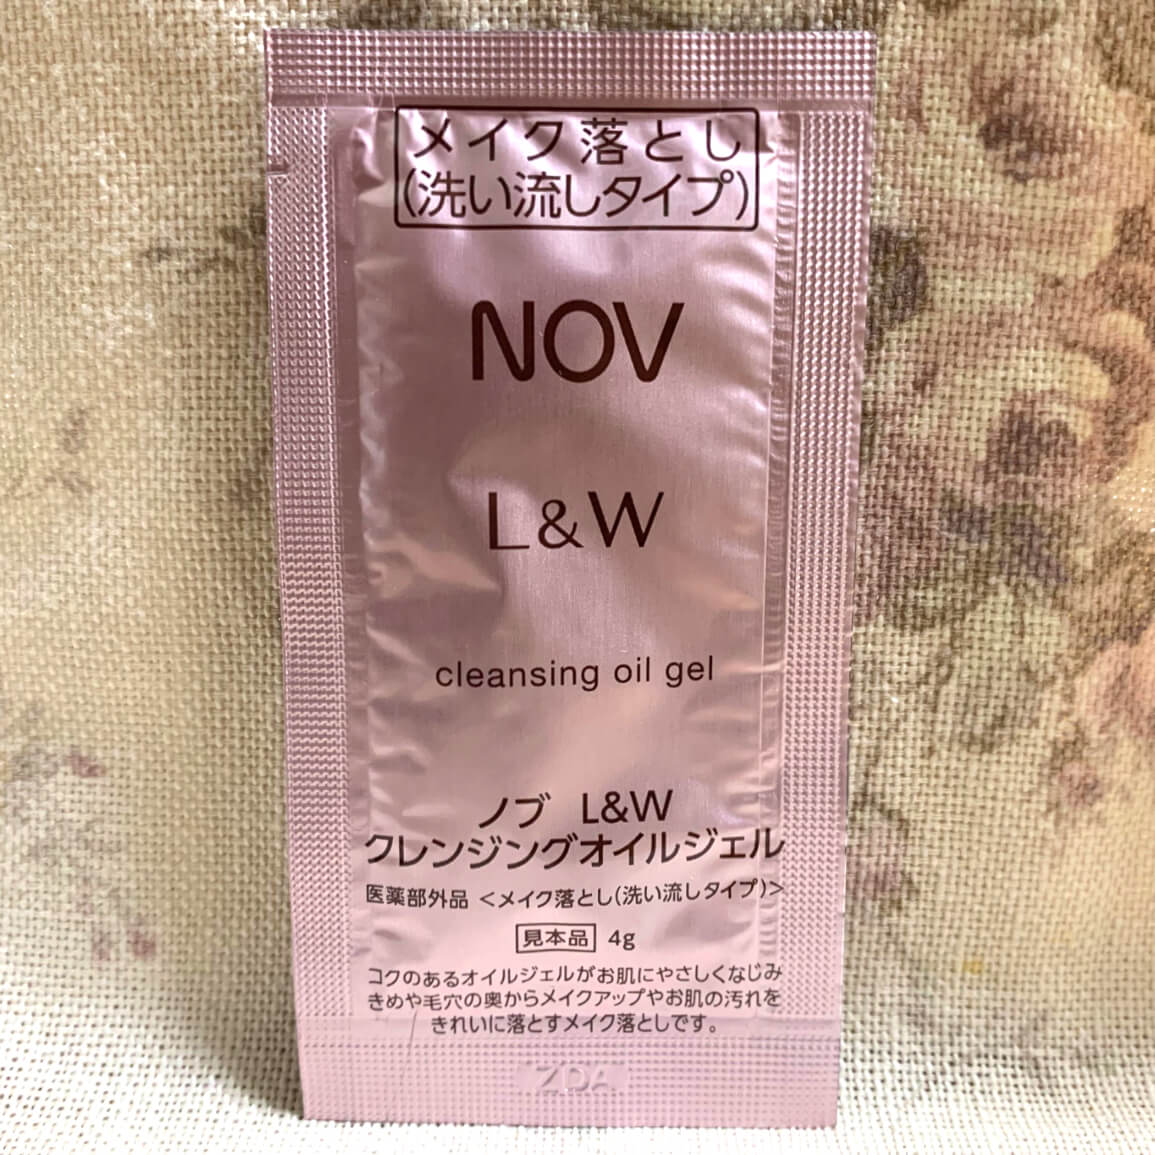 メイク落とし
(洗い流しタイプ)
NOV
L&W
cleansing oil gel
ノブ L&W
クレンジングオイルジェル
医薬部外品 <メイク落とし(洗い流しタイプ)>
見本品 4g
コクのあるオイルジェルがお肌にやさしくなじみ
きめや毛穴の奥からメイクアップやお肌の汚れを
きれいに落とすメイク落としです。
ZDA